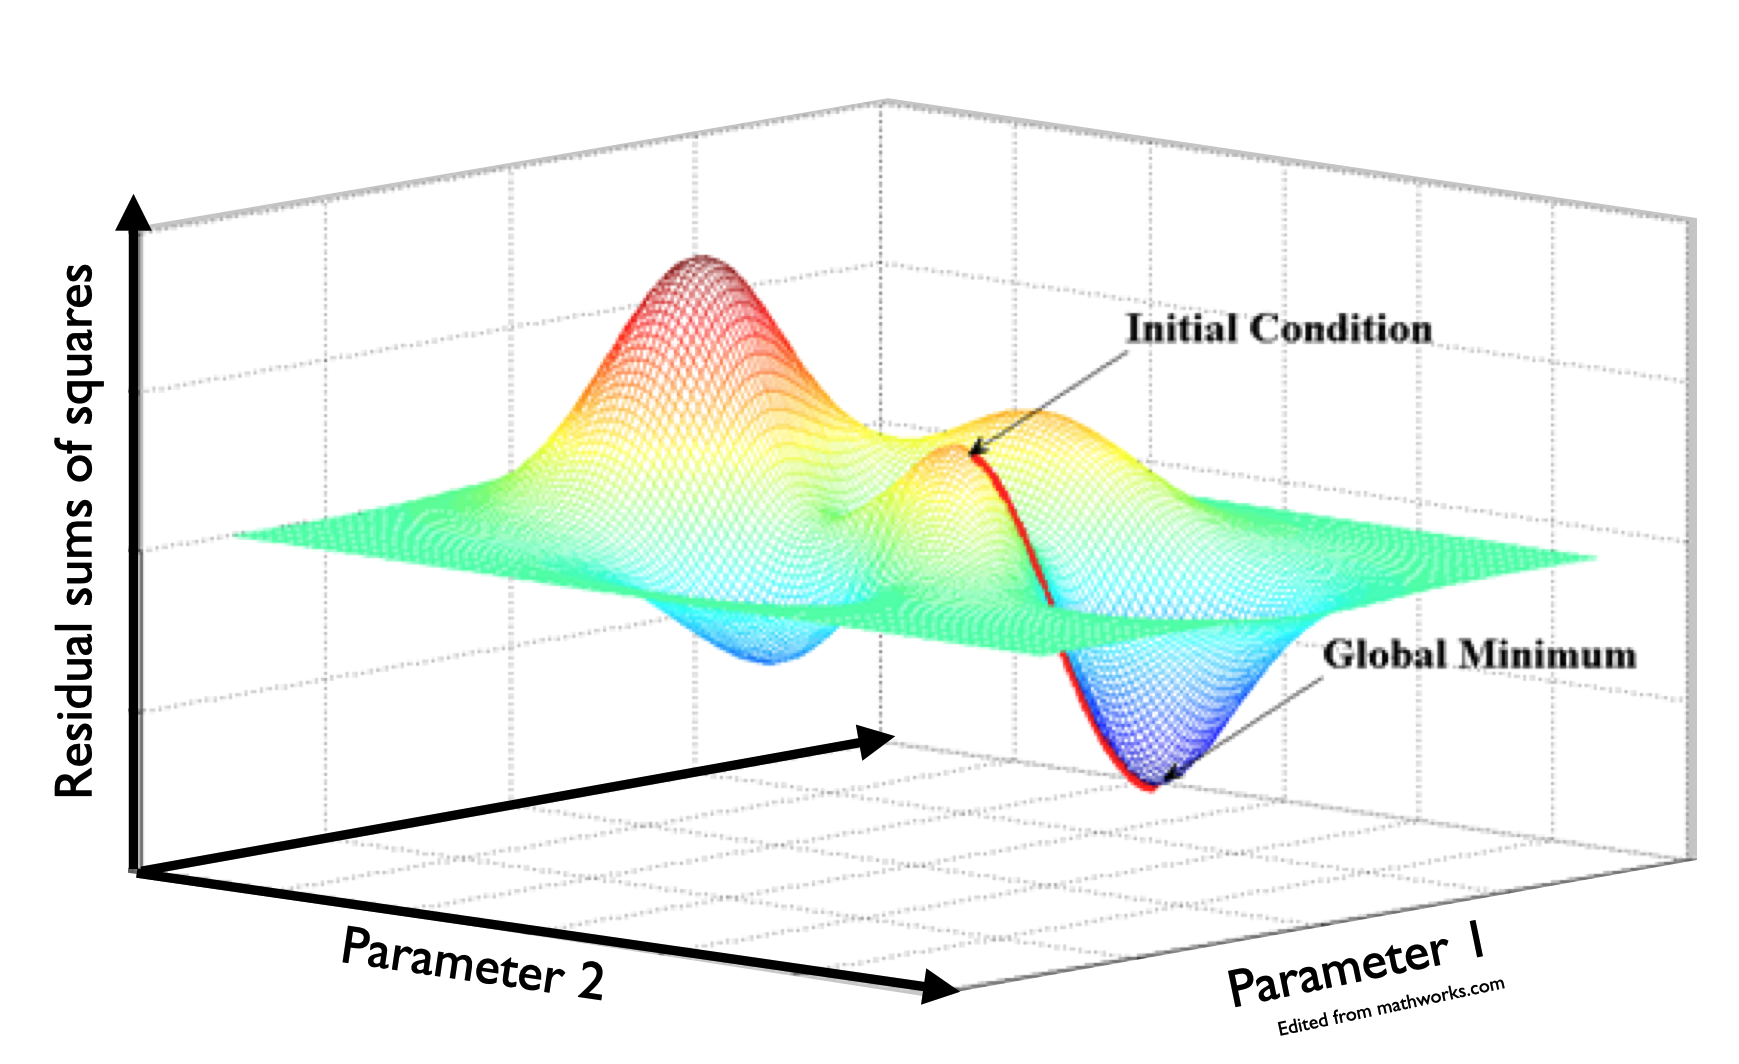 Residual sums of squares
Initial Condition
Global Minimum
Parameter 2
Parameter 1
Edited from mathworks.com